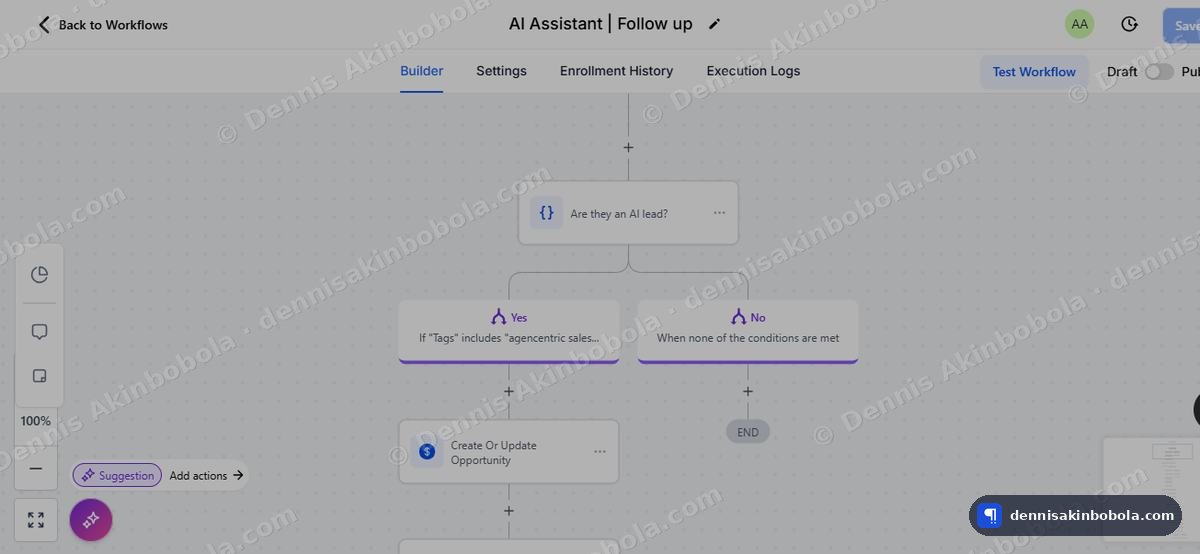 Back to Workflows
AI Assistant | Follow up
AA
Save
Builder
Settings
Enrollment History
Execution Logs
Test Workflow
Draft
Pu
Are they an AI lead?
Yes
If "Tags" includes "agencentric sales...
No
When none of the conditions are met
100%
Create Or Update
Opportunity
END
Suggestion
Add actions
dennisakinbobola.com
© Dennis Akinbobola · dennisakinbobola.com